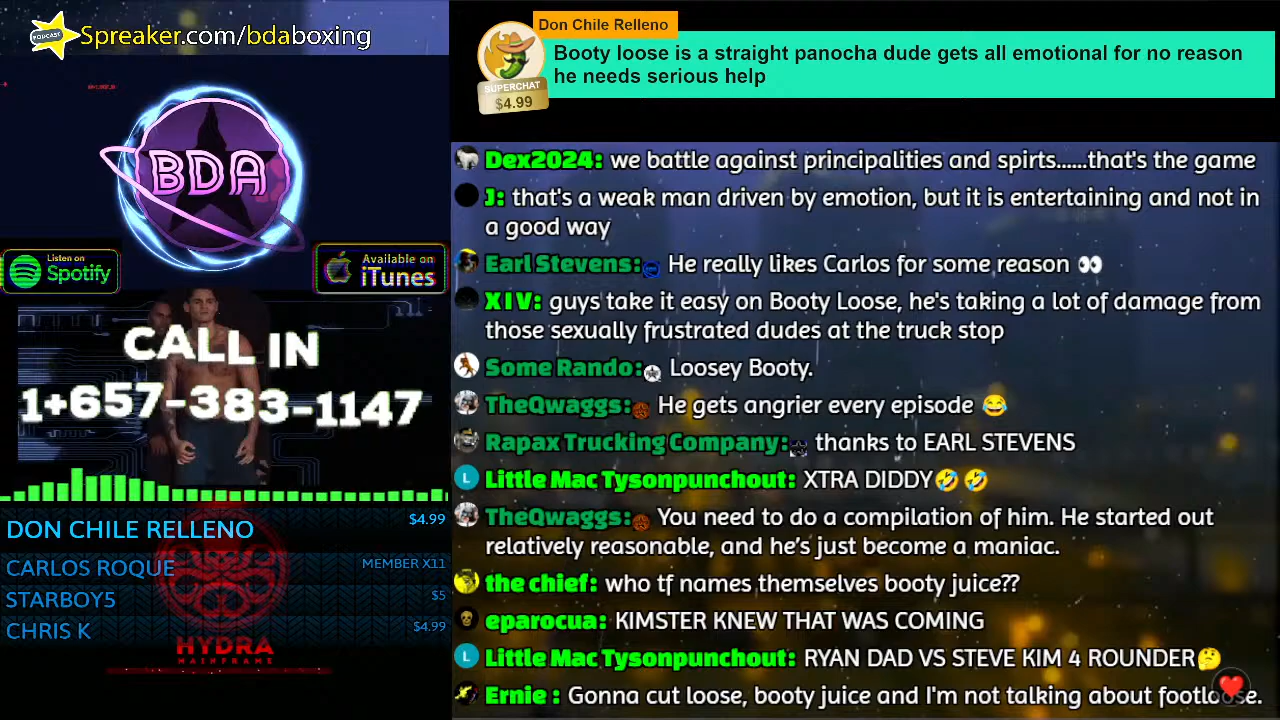 PODCAST
Spreaker.com/bdaboxing
BDA
Listen on
Spotify
Available on
iTunes
CALL IN
1+657-383-1147
DON CHILE RELLENO $4.99
CARLOS ROQUE MEMBER X11
STARBOY5 $5
CHRIS K $4.99
HYDRA
MAINFRAME
Don Chile Relleno
Booty loose is a straight panocha dude gets all emotional for no reason
he needs serious help
SUPERCHAT
$4.99
Dex2024: we battle against principalities and spirts......that's the game
J: that's a weak man driven by emotion, but it is entertaining and not in
a good way
Earl Stevens: He really likes Carlos for some reason 👀
X I V: guys take it easy on Booty Loose, he's taking a lot of damage from
those sexually frustrated dudes at the truck stop
Some Rando: Loosey Booty.
TheQwaggs: He gets angrier every episode 😂
Rapax Trucking Company: thanks to EARL STEVENS
L
Little Mac Tysonpunchout: XTRA DIDDY🤣🤣
TheQwaggs: You need to do a compilation of him. He started out
relatively reasonable, and he's just become a maniac.
the chief: who tf names themselves booty juice??
eparocua: KIMSTER KNEW THAT WAS COMING
L
Little Mac Tysonpunchout: RYAN DAD VS STEVE KIM 4 ROUNDER🤔
Ernie : Gonna cut loose, booty juice and I'm not talking about footloose.